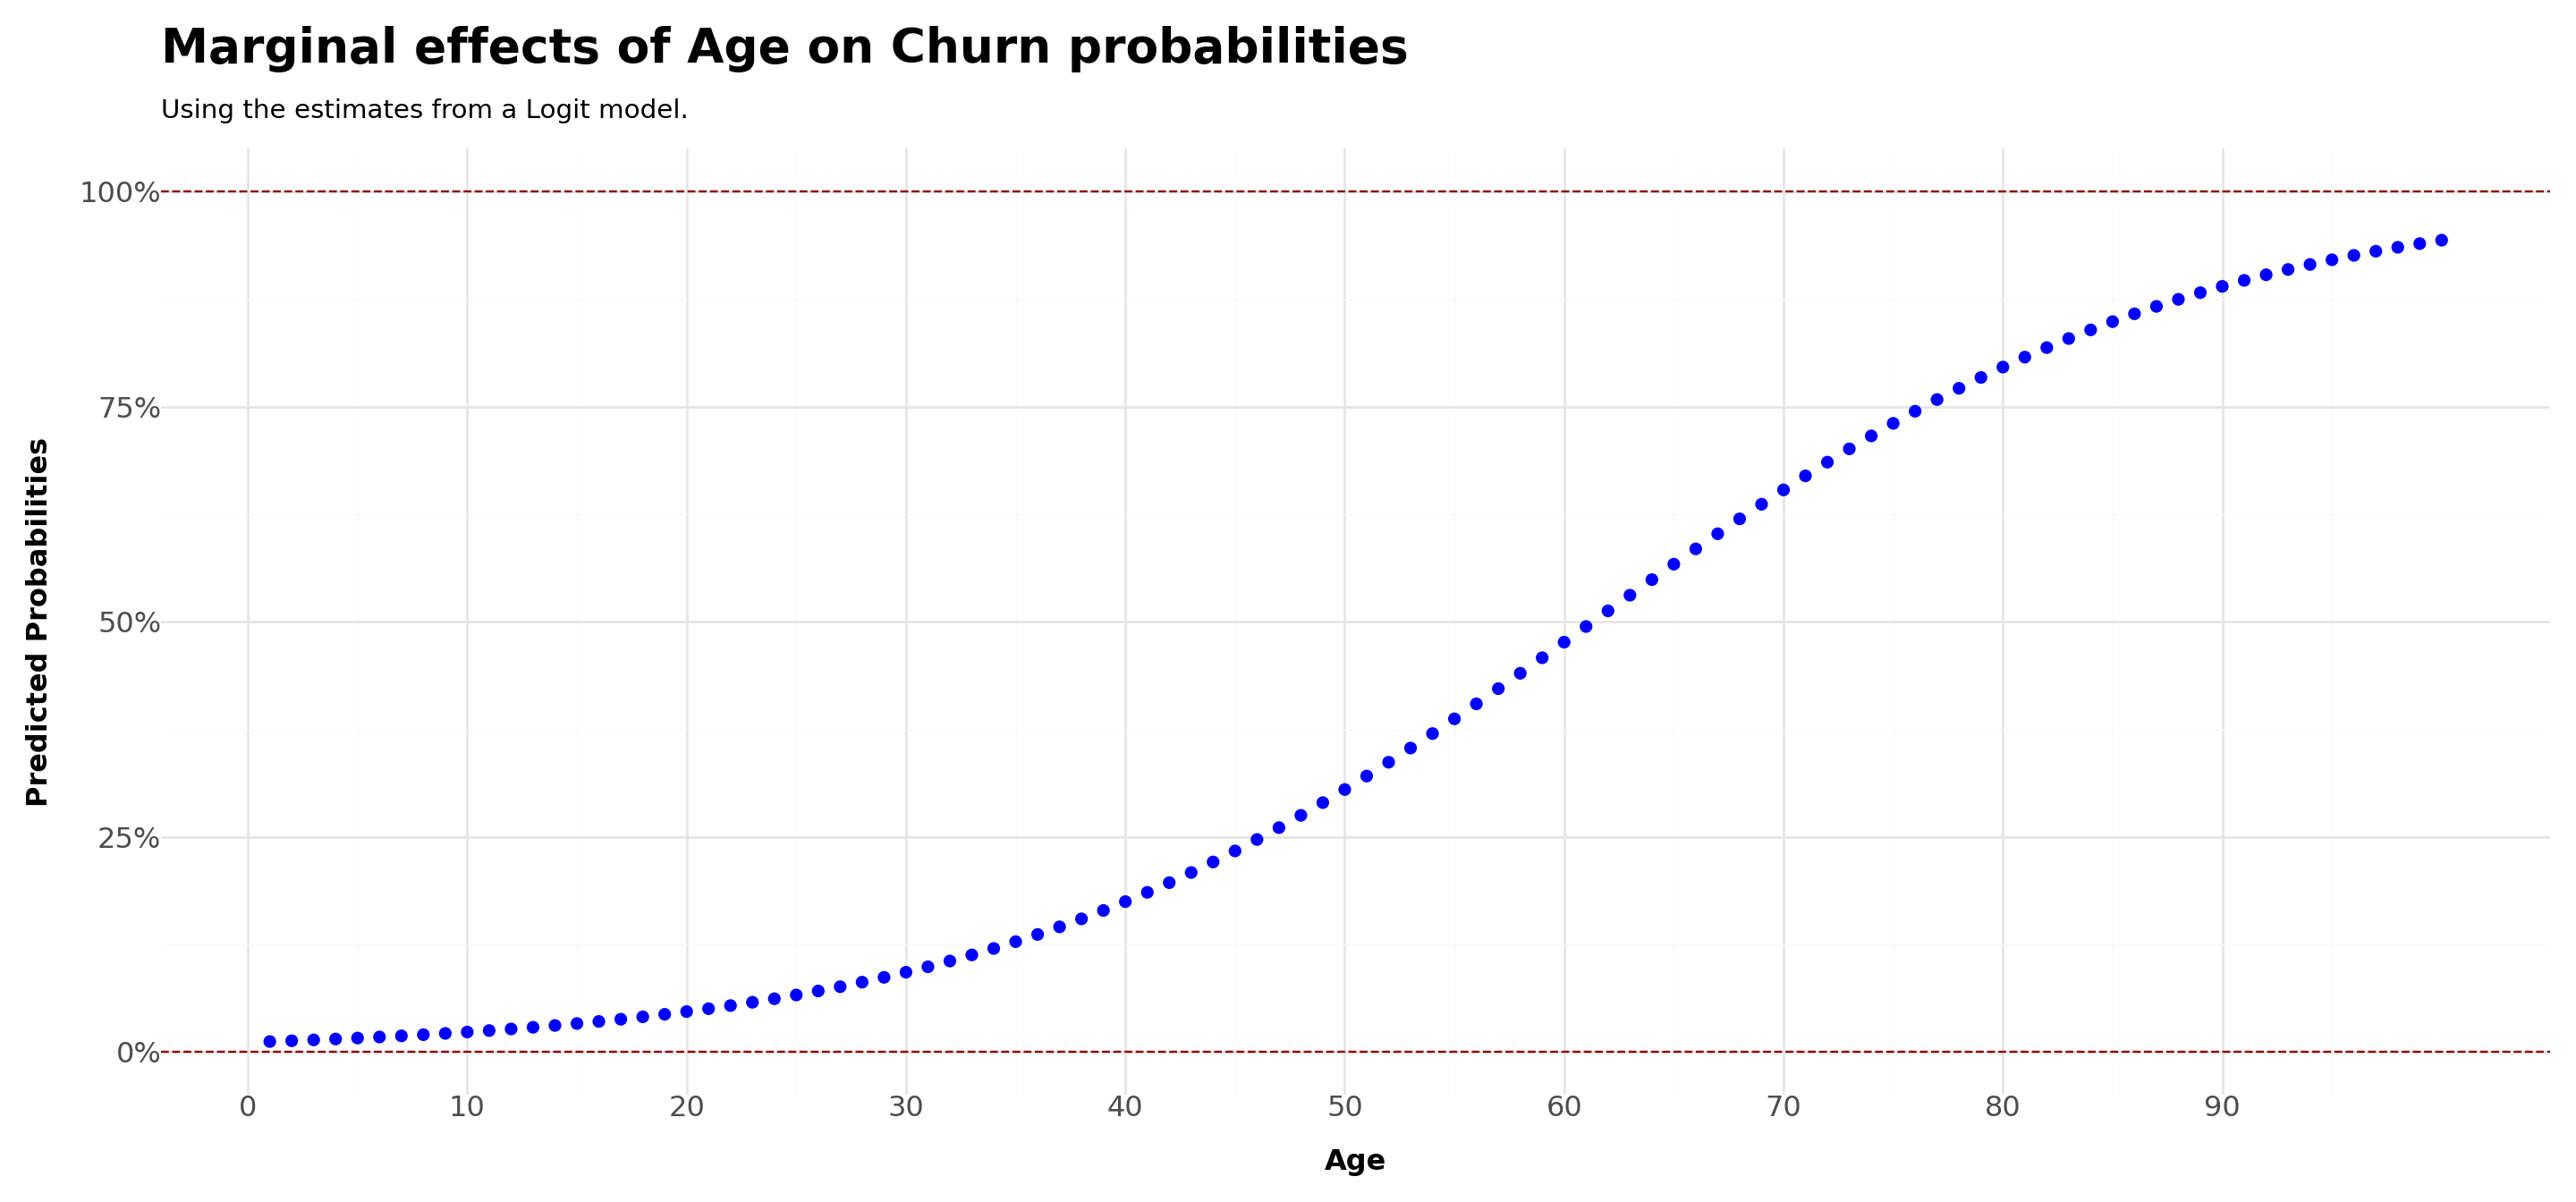 Marginal effects of Age on Churn probabilities
Using the estimates from a Logit model.
Predicted Probabilities
100%
75%
50%
25%
0%
0 10 20 30 40 50 60 70 80 90
Age